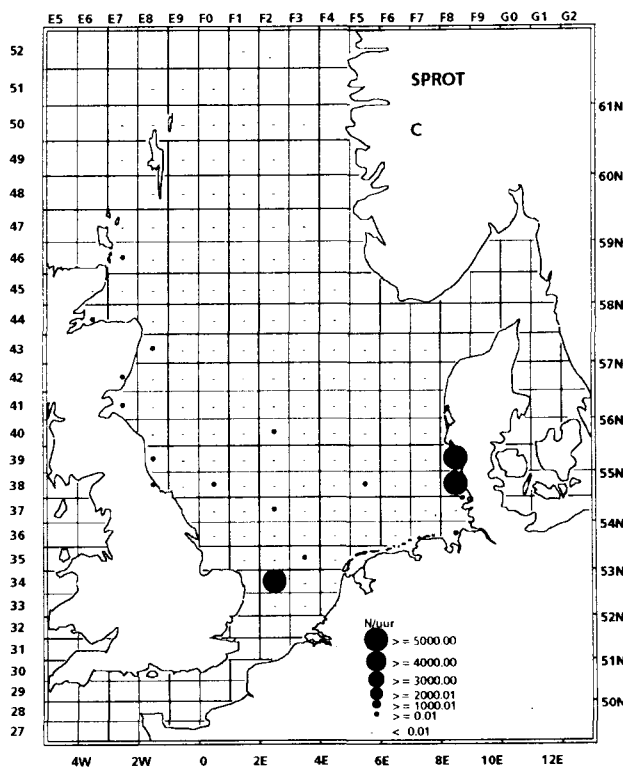 E5 E6 E7 E8 E9 F0 F1 F2 F3 F4 F5 F6 F7 F8 F9 G0 G1 G2
52
51
50
49
48
47
46
45
44
43
42
41
40
39
38
37
36
35
34
33
32
31
30
29
28
27
SPROT
C
61N
60N
59N
58N
57N
56N
55N
54N
53N
52N
51N
50N
N/uur
> = 5000.00
> = 4000.00
> = 3000.00
> = 2000.01
> = 1000.01
> = 0.01
< 0.01
4W 2W 0 2E 4E 6E 8E 10E 12E